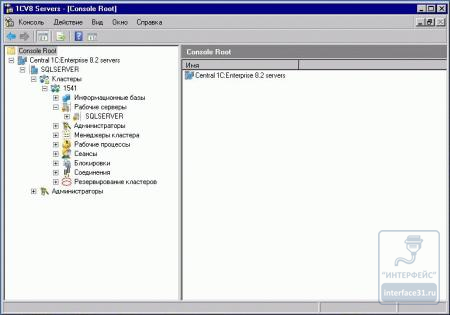 1CV8 Servers - [Console Root]
Консоль Действие Вид Окно Справка
Console Root
Central 1C:Enterprise 8.2 servers
SQLSERVER
Кластеры
1541
Информационные базы
Рабочие серверы
SQLSERVER
Администраторы
Менеджеры кластера
Рабочие процессы
Сеансы
Блокировки
Соединения
Резервирование кластеров
Администраторы
Console Root
Имя
Central 1C:Enterprise 8.2 servers
"ИНТЕРФЕЙС"
interface31.ru